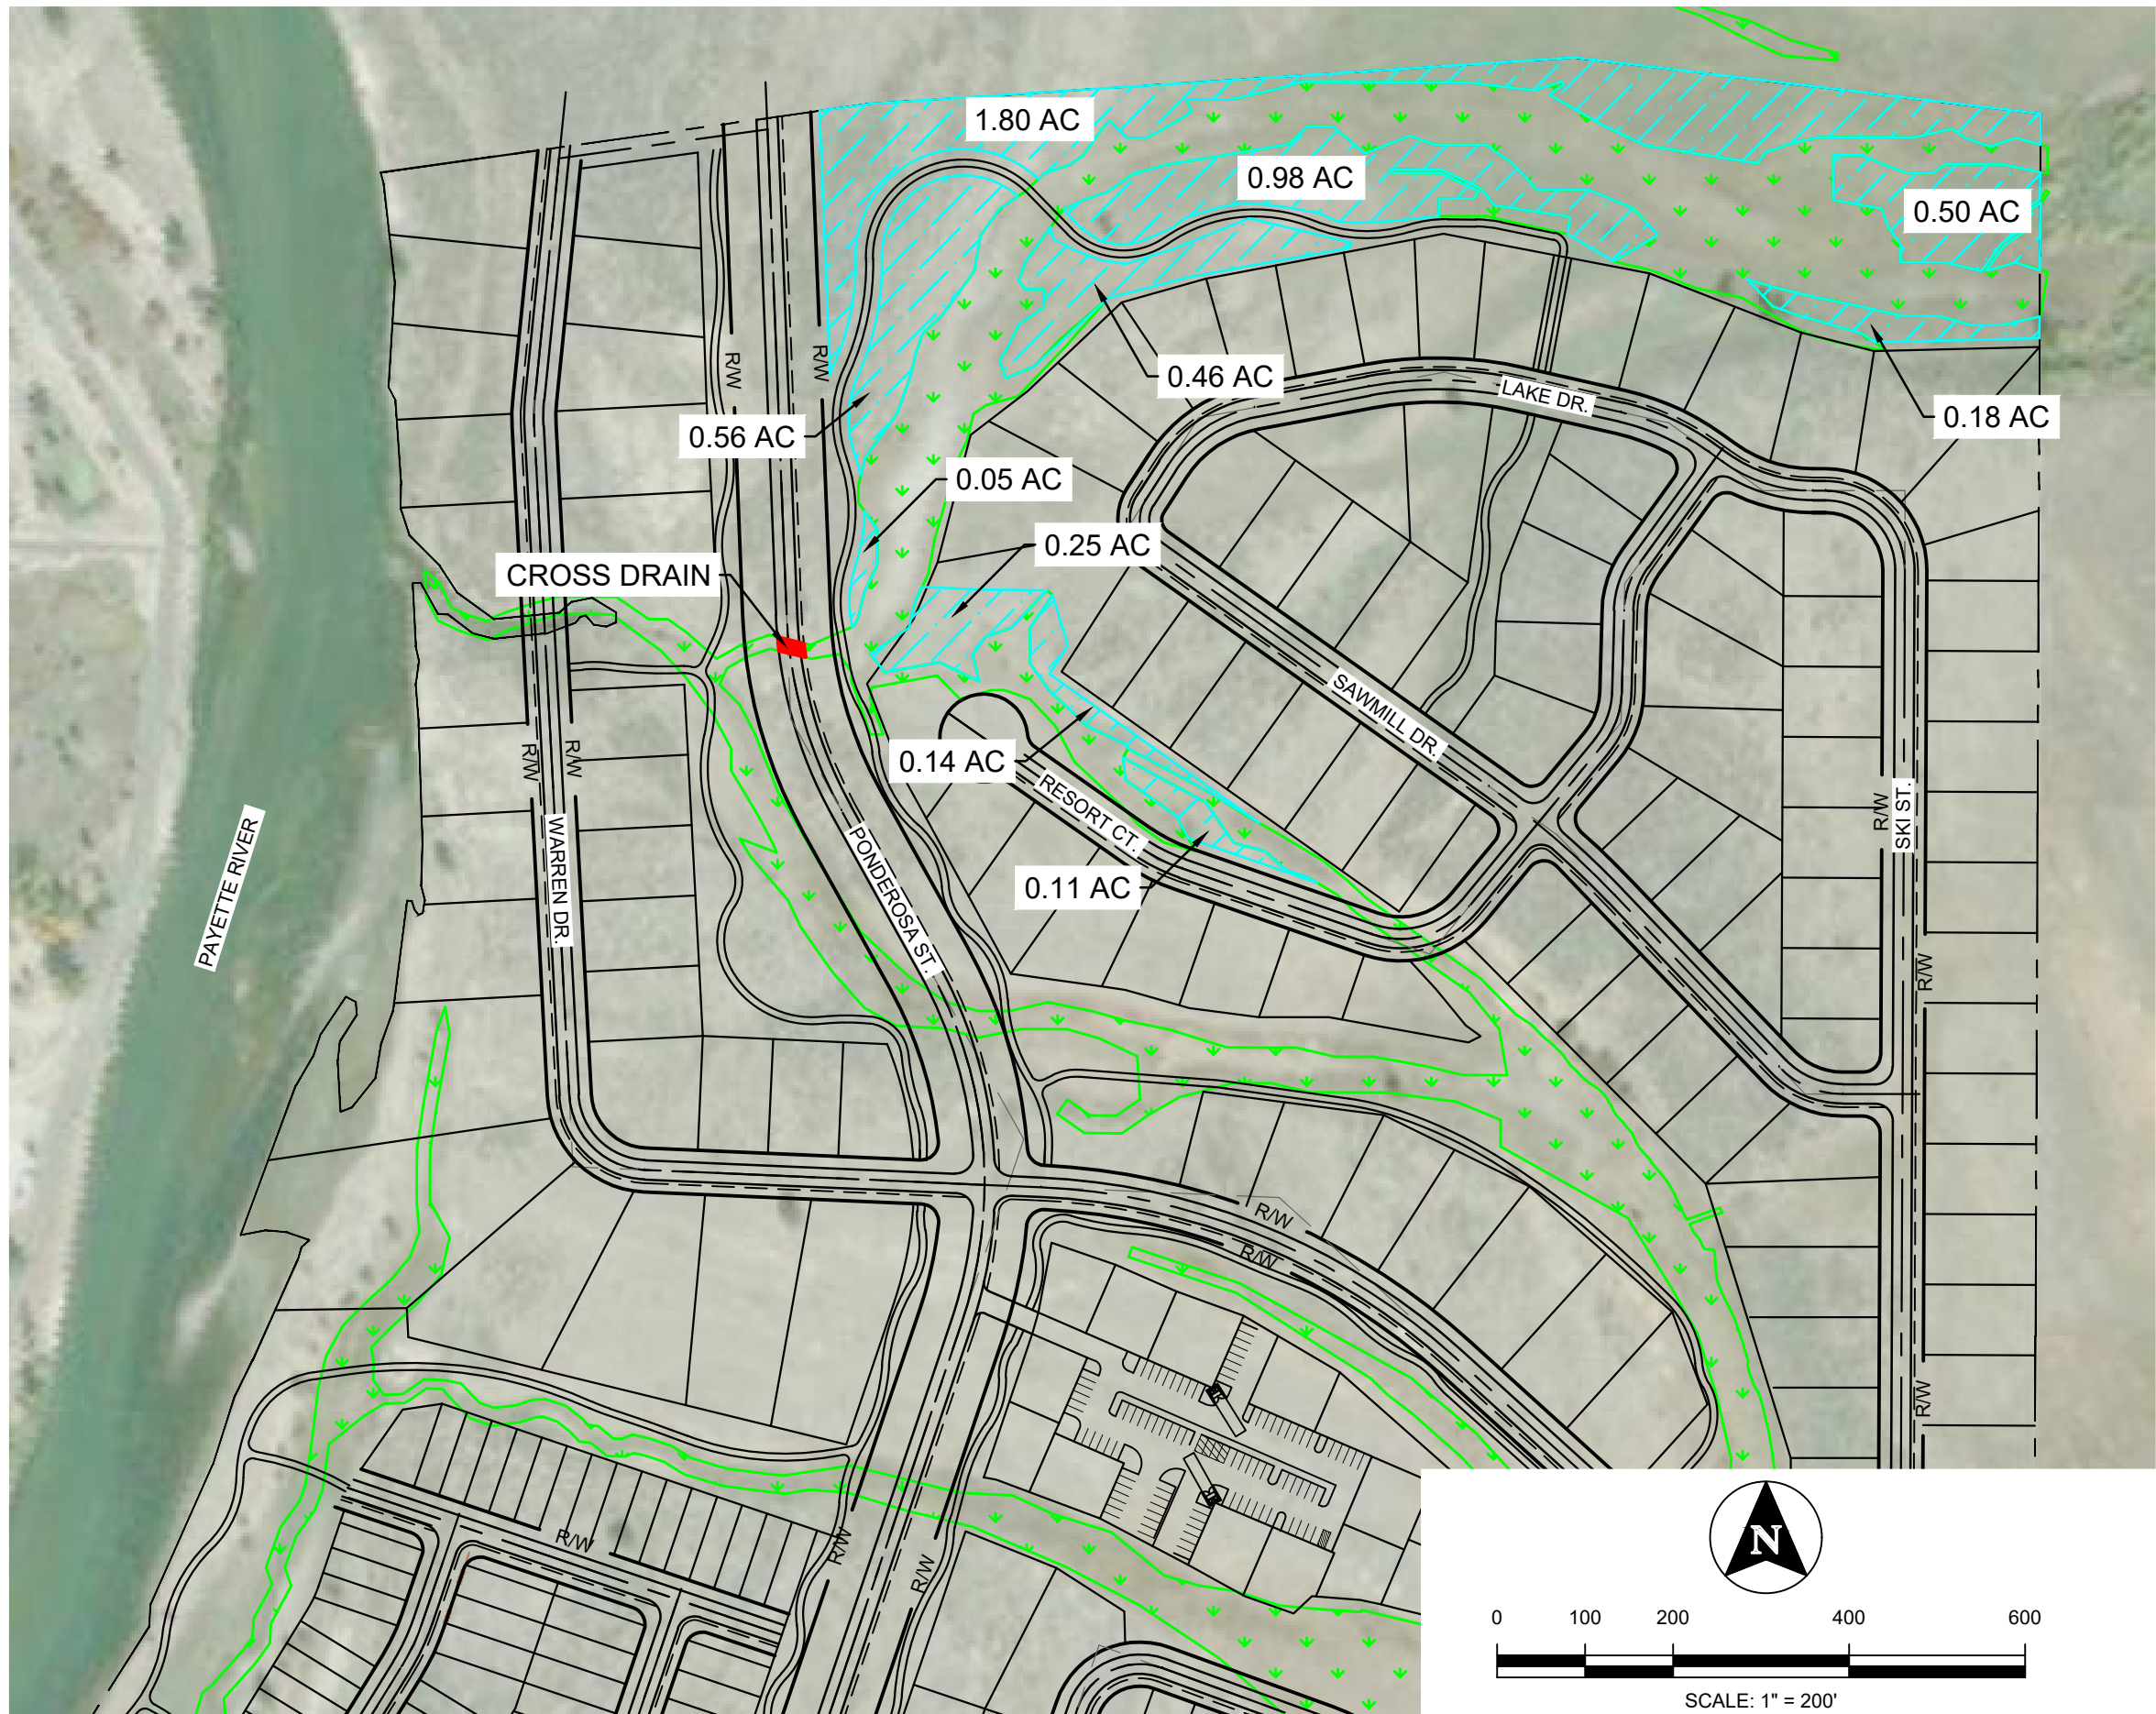 1.80 AC
0.98 AC
0.50 AC
R/W
R/W
0.46 AC
LAKE DR.
0.18 AC
0.56 AC
0.05 AC
0.25 AC
CROSS DRAIN
SAWMILL DR.
R/W
R/W
0.14 AC
RESORT CT.
R/W
SKI ST.
PAYETTE RIVER
WARREN DR.
PONDEROSA ST.
0.11 AC
R/W
R/W
R/W
R/W
R/W
R/W
R/W
N
0 100 200 400 600
SCALE: 1" = 200'